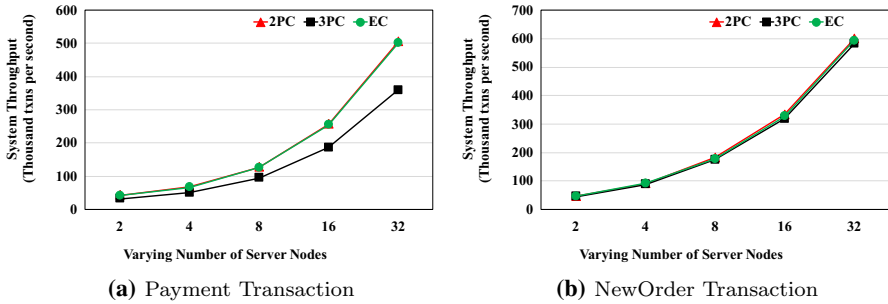 2PC 3PC EC
System Throughput
(Thousand txns per second)
600
500
400
300
200
100
0
2 4 8 16 32
Varying Number of Server Nodes
(a) Payment Transaction
2PC 3PC EC
System Throughput
(Thousand txns per second)
700
600
500
400
300
200
100
0
2 4 8 16 32
Varying Number of Server Nodes
(b) NewOrder Transaction